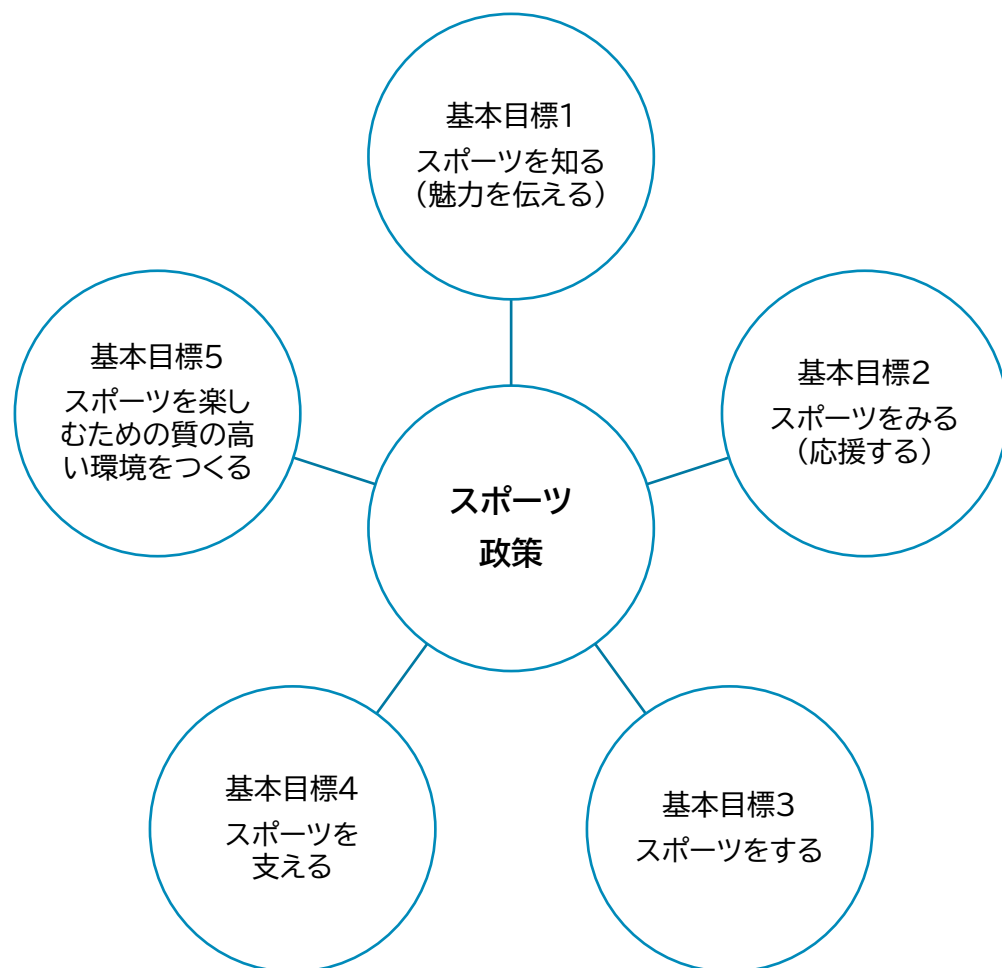 基本目標1
スポーツを知る
（魅力を伝える）
基本目標2
スポーツをみる
（応援する）
基本目標3
スポーツをする
基本目標4
スポーツを
支える
基本目標5
スポーツを楽し
むための質の高
い環境をつくる
スポーツ
政策